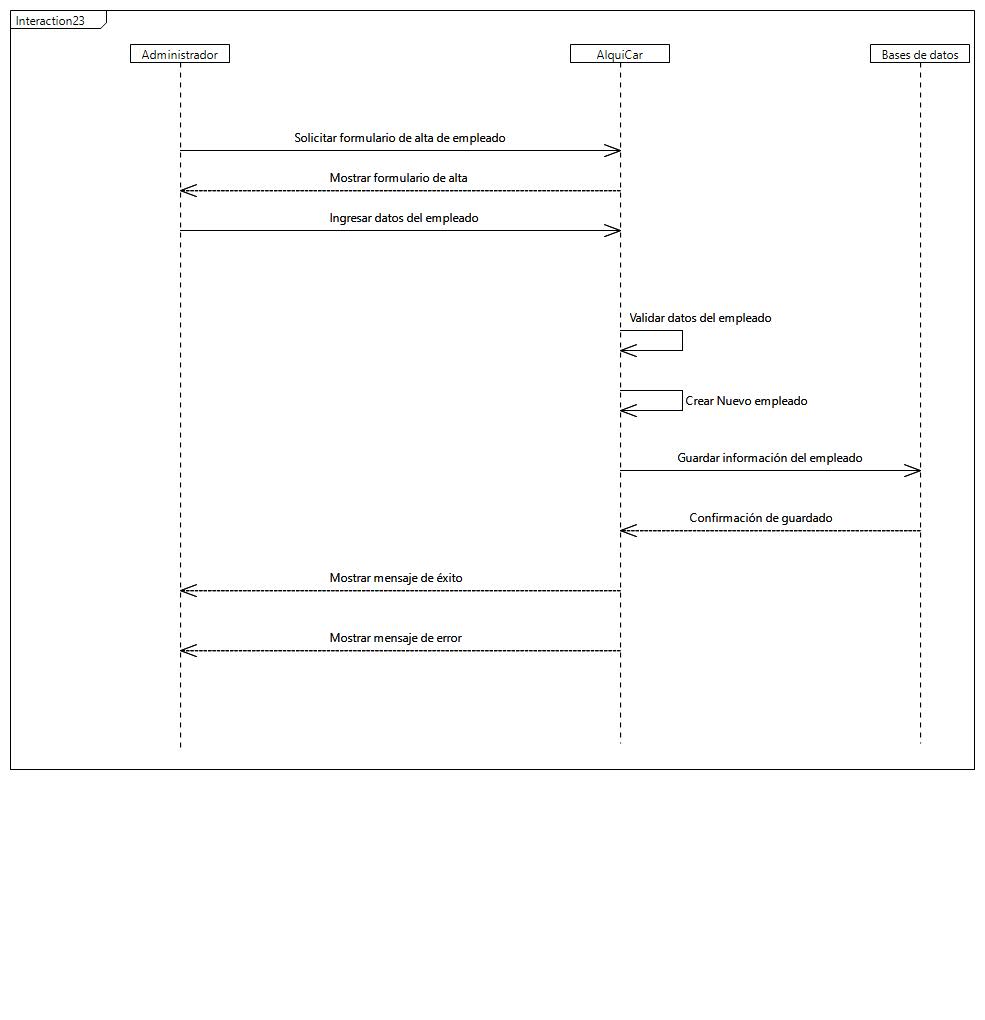 Interaction23
Administrador
AlquiCar
Bases de datos
Solicitar formulario de alta de empleado
Mostrar formulario de alta
Ingresar datos del empleado
Validar datos del empleado
Crear Nuevo empleado
Guardar información del empleado
Confirmación de guardado
Mostrar mensaje de éxito
Mostrar mensaje de error